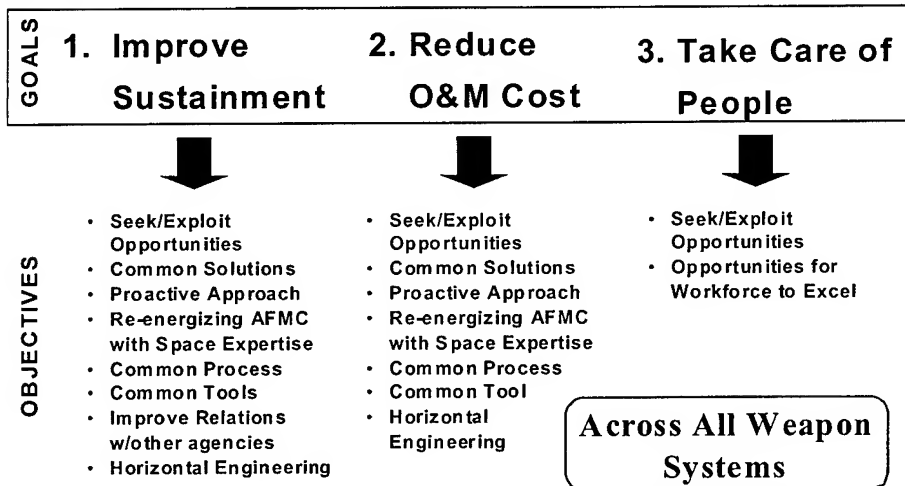 GOALS
1. Improve
Sustainment
2. Reduce
O&M Cost
3. Take Care of
People
OBJECTIVES
• Seek/Exploit
Opportunities
• Common Solutions
• Proactive Approach
• Re-energizing AFMC
with Space Expertise
• Common Process
• Common Tools
• Improve Relations
w/other agencies
• Horizontal Engineering
• Seek/Exploit
Opportunities
• Common Solutions
• Proactive Approach
• Re-energizing AFMC
with Space Expertise
• Common Process
• Common Tool
• Horizontal
Engineering
• Seek/Exploit
Opportunities
• Opportunities for
Workforce to Excel
Across All Weapon
Systems